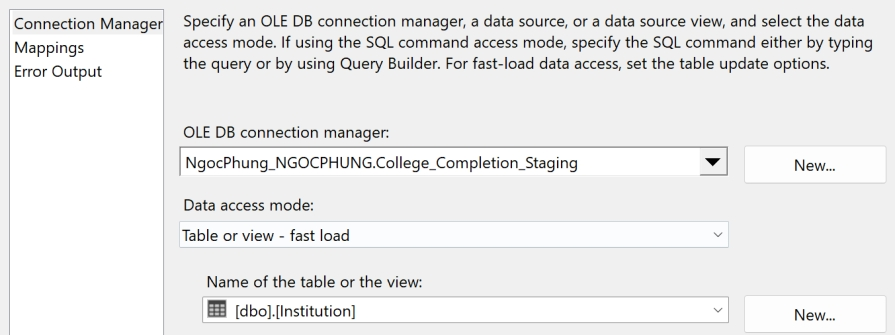 Connection Manager
Mappings
Error Output
Specify an OLE DB connection manager, a data source, or a data source view, and select the data
access mode. If using the SQL command access mode, specify the SQL command either by typing
the query or by using Query Builder. For fast-load data access, set the table update options.
OLE DB connection manager:
NgocPhung_NGOCPHUNG.College_Completion_Staging
New...
Data access mode:
Table or view - fast load
Name of the table or the view:
[dbo].[Institution]
New...